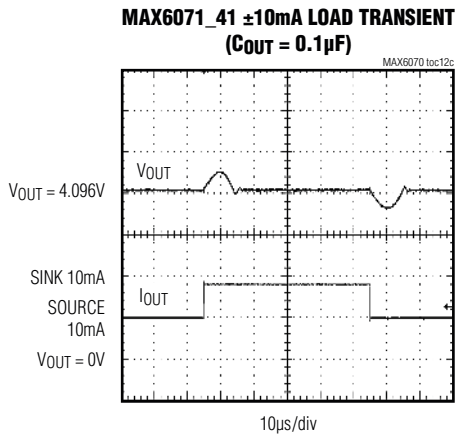 MAX6071_41 ±10mA LOAD TRANSIENT
(COUT = 0.1µF)
MAX6070 toc12c
VOUT
VOUT = 4.096V
SINK 10mA
IOUT
SOURCE
10mA
VOUT = 0V
10µs/div